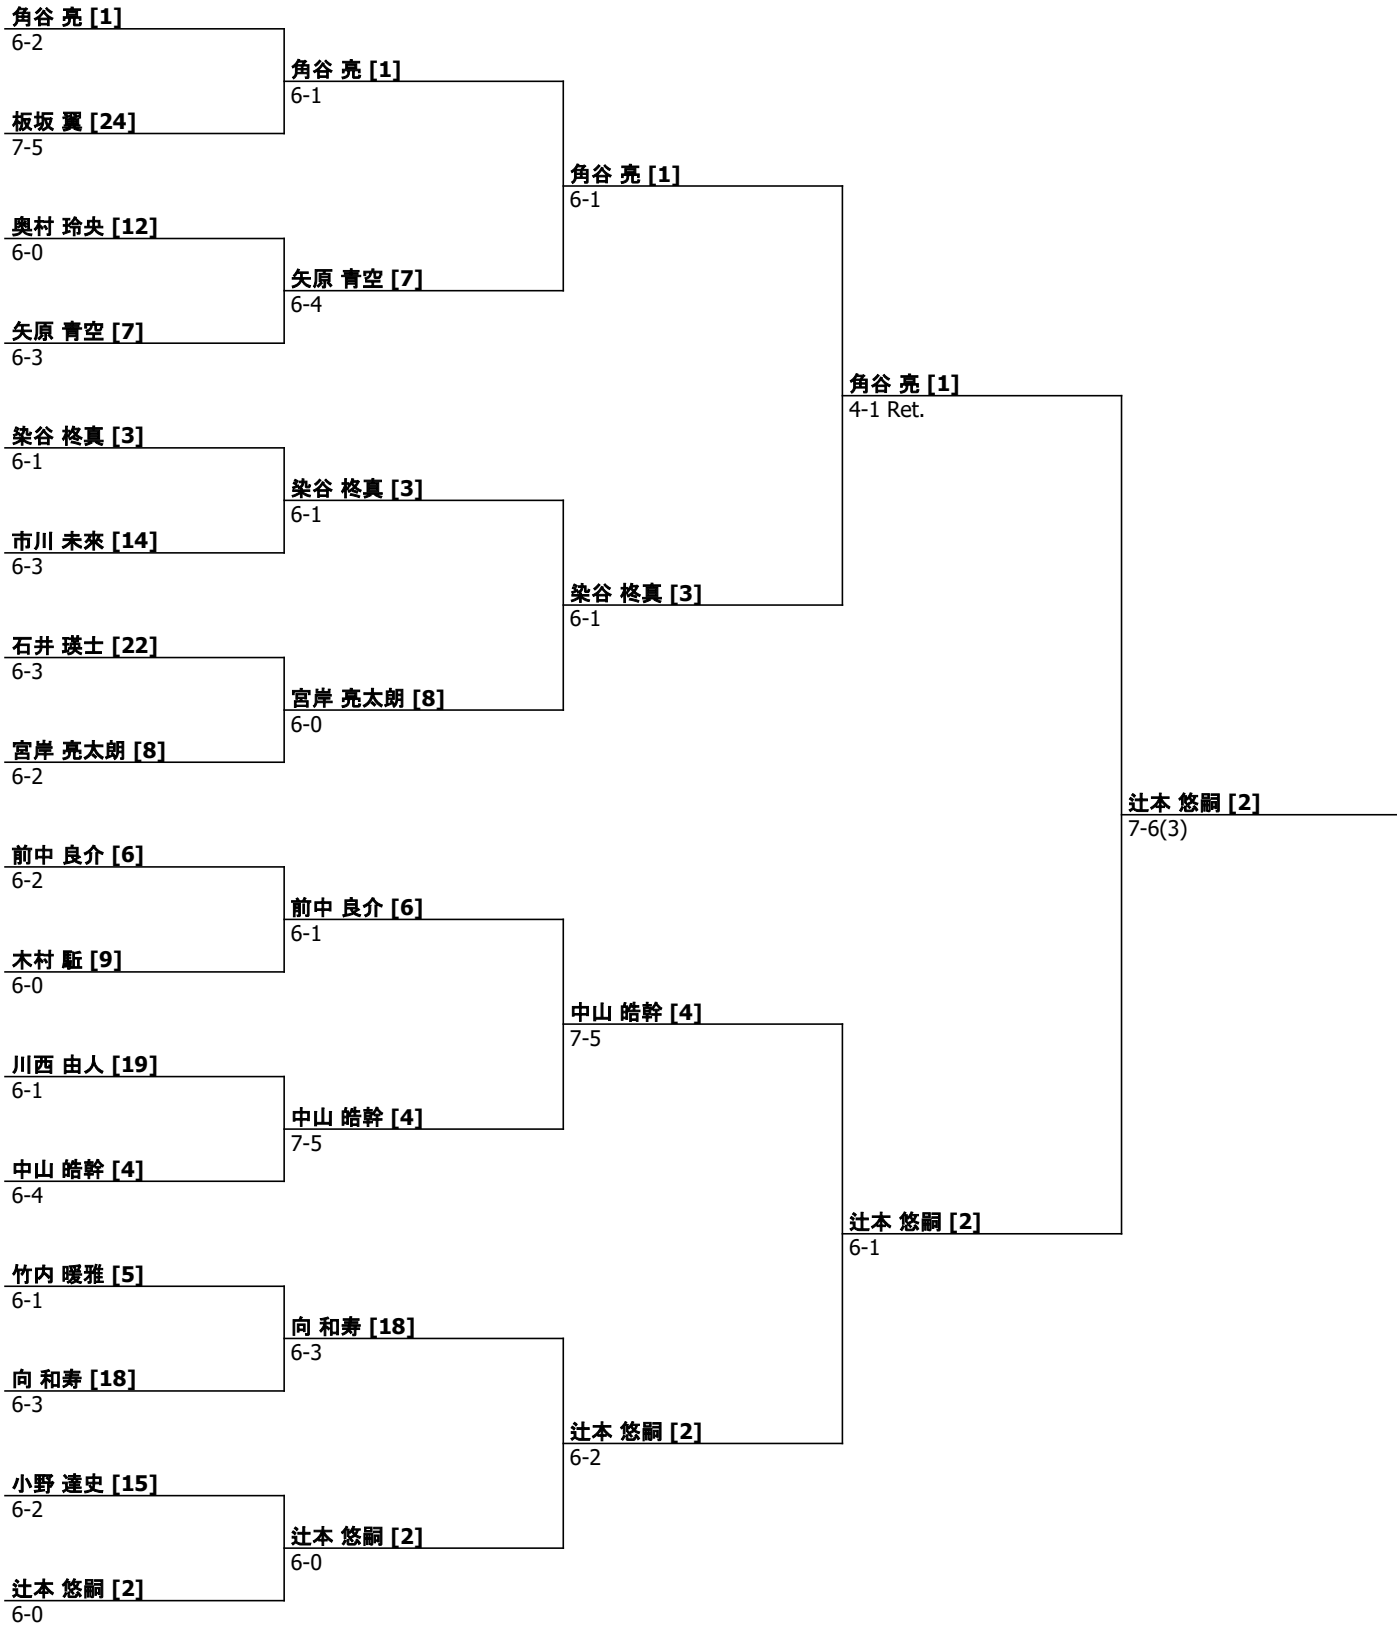 角谷 亮 [1]
6-2
角谷 亮 [1]
6-1
板坂 翼 [24]
7-5
角谷 亮 [1]
6-1
奥村 玲央 [12]
6-0
矢原 青空 [7]
6-4
矢原 青空 [7]
6-3
角谷 亮 [1]
4-1 Ret.
染谷 柊真 [3]
6-1
染谷 柊真 [3]
6-1
市川 未來 [14]
6-3
染谷 柊真 [3]
6-1
石井 瑛士 [22]
6-3
宮岸 亮太朗 [8]
6-0
宮岸 亮太朗 [8]
6-2
辻本 悠嗣 [2]
7-6(3)
前中 良介 [6]
6-2
前中 良介 [6]
6-1
木村 駈 [9]
6-0
中山 皓幹 [4]
7-5
川西 由人 [19]
6-1
中山 皓幹 [4]
7-5
中山 皓幹 [4]
6-4
辻本 悠嗣 [2]
6-1
竹内 暖雅 [5]
6-1
向 和寿 [18]
6-3
向 和寿 [18]
6-3
辻本 悠嗣 [2]
6-2
小野 達史 [15]
6-2
辻本 悠嗣 [2]
6-0
辻本 悠嗣 [2]
6-0